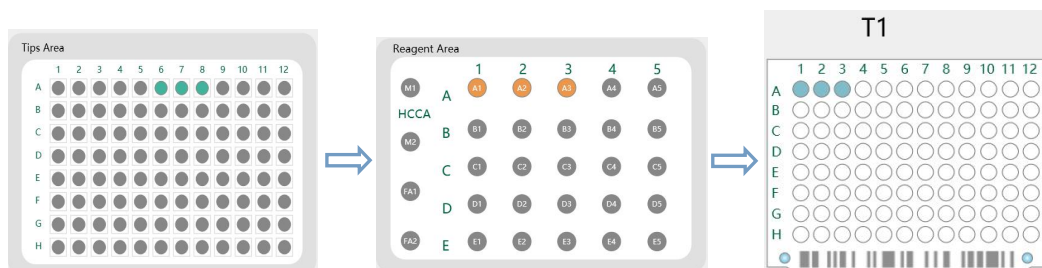 Tips Area
1 2 3 4 5 6 7 8 9 10 11 12
A
B
C
D
E
F
G
H
Reagent Area
1 2 3 4 5
M1
HCCA
M2
FA1
FA2
A A1 A2 A3 A4 A5
B B1 B2 B3 B4 B5
C C1 C2 C3 C4 C5
D D1 D2 D3 D4 D5
E E1 E2 E3 E4 E5
T1
1 2 3 4 5 6 7 8 9 10 11 12
A
B
C
D
E
F
G
H